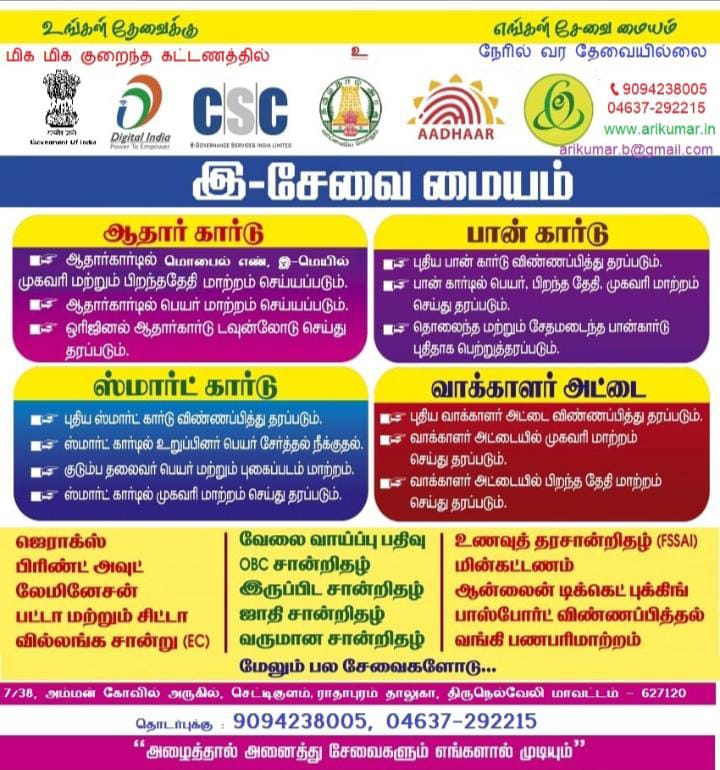 உங்கள் தேவைக்கு
எங்கள் சேவை மையம்
மிக மிக குறைந்த கட்டணத்தில்
உ
நேரில் வர தேவையில்லை
Government Of India
Digital India
Power To Empower
CSC
E-GOVERNANCE SERVICES INDIA LIMITED
AADHAAR
9094238005
04637-292215
www.arikumar.in
arikumar.b@gmail.com
இ-சேவை மையம்
ஆதார் கார்டு
ஆதார்கார்டில் மொபைல் எண், இ-மெயில்
முகவரி மற்றும் பிறந்ததேதி மாற்றம் செய்யப்படும்.
ஆதார்கார்டில் பெயர் மாற்றம் செய்யப்படும்.
ஒரிஜினல் ஆதார்கார்டு டவுன்லோடு செய்து
தரப்படும்.
பான் கார்டு
புதிய பான் கார்டு விண்ணப்பித்து தரப்படும்.
பான் கார்டில் பெயர், பிறந்த தேதி, முகவரி மாற்றம்
செய்து தரப்படும்.
தொலைந்த மற்றும் சேதமடைந்த பான்கார்டு
புதிதாக பெற்றுத்தரப்படும்.
ஸ்மார்ட் கார்டு
புதிய ஸ்மார்ட் கார்டு விண்ணப்பித்து தரப்படும்.
ஸ்மார்ட் கார்டில் உறுப்பினர் பெயர் சேர்த்தல் நீக்குதல்.
குடும்ப தலைவர் பெயர் மற்றும் புகைப்படம் மாற்றம்.
ஸ்மார்ட் கார்டில் முகவரி மாற்றம் செய்து தரப்படும்.
வாக்காளர் அட்டை
புதிய வாக்காளர் அட்டை விண்ணப்பித்து தரப்படும்.
வாக்காளர் அட்டையில் முகவரி மாற்றம்
செய்து தரப்படும்.
வாக்காளர் அட்டையில் பிறந்த தேதி மாற்றம்
செய்து தரப்படும்.
ஜெராக்ஸ்
பிரிண்ட் அவுட்
லேமினேசன்
பட்டா மற்றும் சிட்டா
வில்லங்க சான்று (EC)
வேலை வாய்ப்பு பதிவு
OBC சான்றிதழ்
இருப்பிட சான்றிதழ்
ஜாதி சான்றிதழ்
வருமான சான்றிதழ்
உணவுத் தரசான்றிதழ் (FSSAI)
மின்கட்டணம்
ஆன்லைன் டிக்கெட் புக்கிங்
பாஸ்போர்ட் விண்ணப்பித்தல்
வங்கி பணபரிமாற்றம்
மேலும் பல சேவைகளோடு...
7/38, அம்மன் கோவில் அருகில், செட்டிகுளம், ராதாபுரம் தாலுகா, திருநெல்வேலி மாவட்டம் - 627120
தொடர்புக்கு : 9094238005, 04637-292215
“அழைத்தால் அனைத்து சேவைகளும் எங்களால் முடியும்”